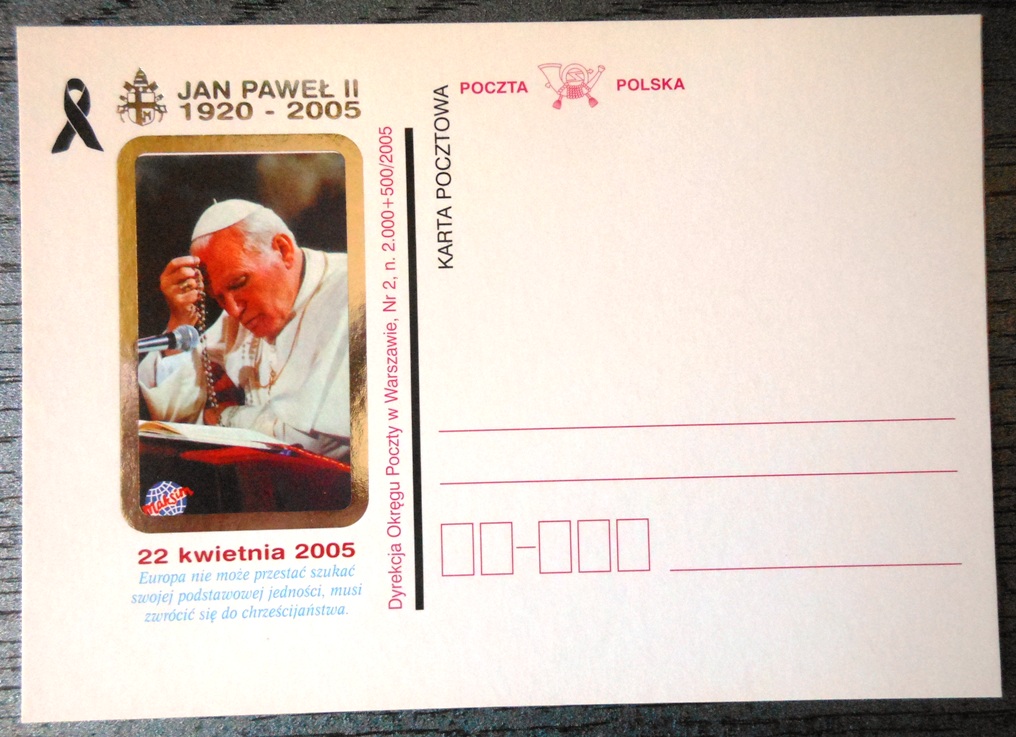 JAN PAWEŁ II
1920 - 2005
Maksim
22 kwietnia 2005
Europa nie może przestać szukać
swojej podstawowej jedności, musi
zwrócić się do chrześcijaństwa.
Dyrekcja Okręgu Poczty w Warszawie, Nr 2, n. 2.000+500/2005
KARTA POCZTOWA
POCZTA POLSKA